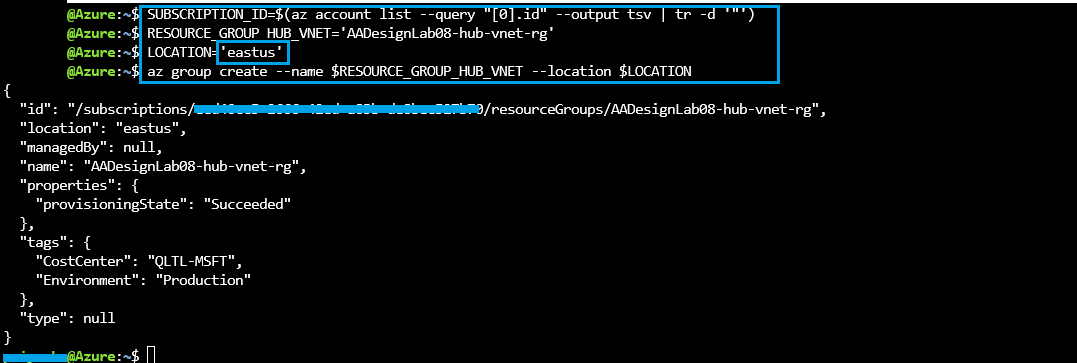 @Azure:~$ SUBSCRIPTION_ID=$(az account list --query "[0].id" --output tsv | tr -d '"')
@Azure:~$ RESOURCE_GROUP_HUB_VNET='AADesignLab08-hub-vnet-rg'
@Azure:~$ LOCATION='eastus'
@Azure:~$ az group create --name $RESOURCE_GROUP_HUB_VNET --location $LOCATION
{
"id": "/subscriptions/0/resourceGroups/AADesignLab08-hub-vnet-rg",
"location": "eastus",
"managedBy": null,
"name": "AADesignLab08-hub-vnet-rg",
"properties": {
"provisioningState": "Succeeded"
},
"tags": {
"CostCenter": "QLTL-MSFT",
"Environment": "Production"
},
"type": null
}
@Azure:~$